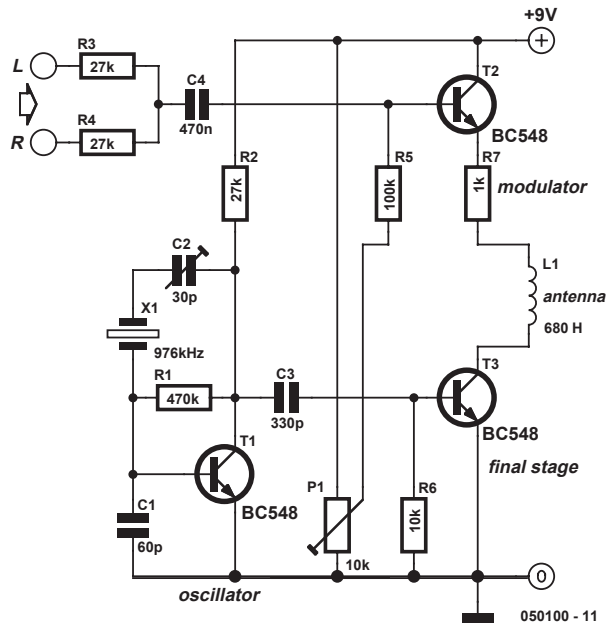 +9V
L
R3
27k
R
R4
27k
C4
470n
T2
BC548
R2
27k
R5
100k
R7
1k
modulator
C2
30p
X1
976kHz
L1
antenna
680 H
R1
470k
C3
330p
T3
BC548
final stage
T1
BC548
C1
60p
P1
10k
R6
10k
0
oscillator
050100 - 11